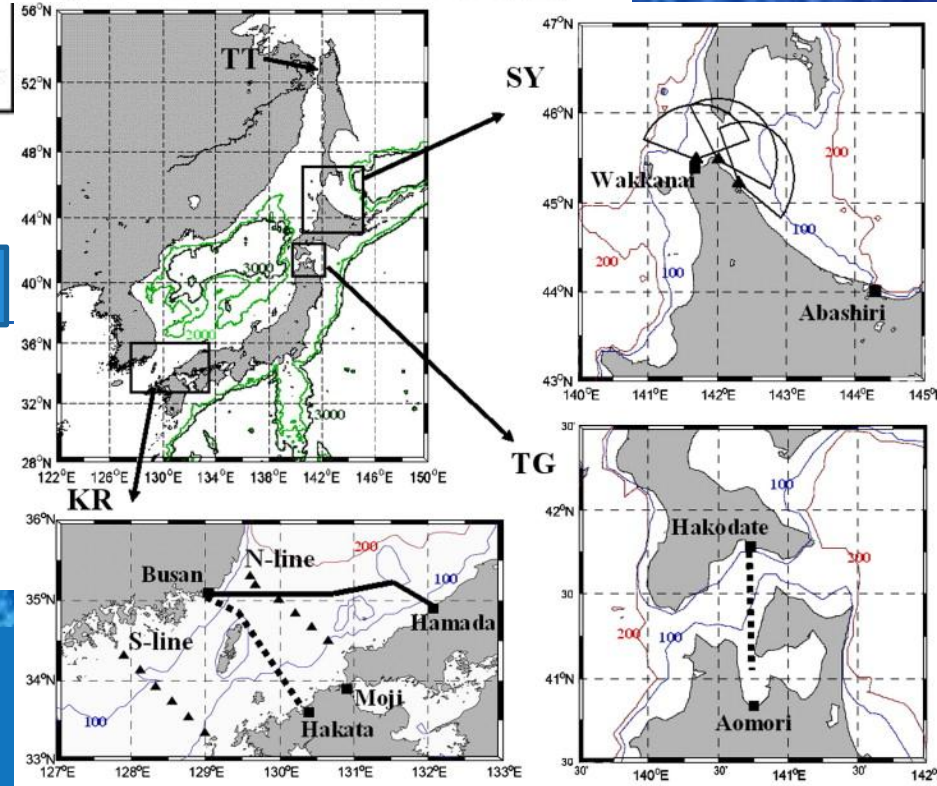 56°N
52°N
48°N
44°N
40°N
36°N
32°N
28°N
122°E 126°E 130°E 134°E 138°E 142°E 146°E 150°E
TT
3000
2000
3000
SY
47°N
46°N
45°N
44°N
43°N
140°E 141°E 142°E 143°E 144°E 145°
Wakkanai
Abashiri
200
200
100
100
KR
36°N
35°N
34°N
33°N
127°E 128°E 129°E 130°E 131°E 132°E 133°E
Busan
N-line
S-line
Hamada
Moji
Hakata
200
100
100
TG
30'
42°N
30'
41°N
30'
30' 140°E 30' 141°E 30' 142°
Hakodate
Aomori
100
200
200
100